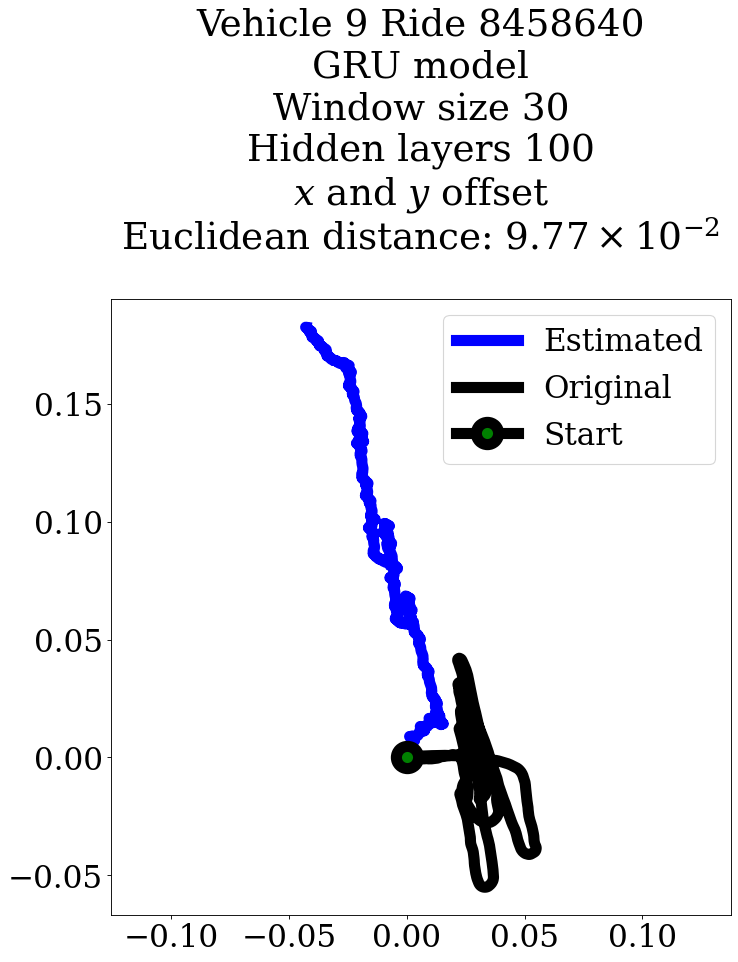 Vehicle 9 Ride 8458640
GRU model
Window size 30
Hidden layers 100
x and y offset
Euclidean distance: 9.77 × 10⁻²
Estimated
Original
Start
0.15
0.10
0.05
0.00
−0.05
−0.10
−0.05
0.00
0.05
0.10